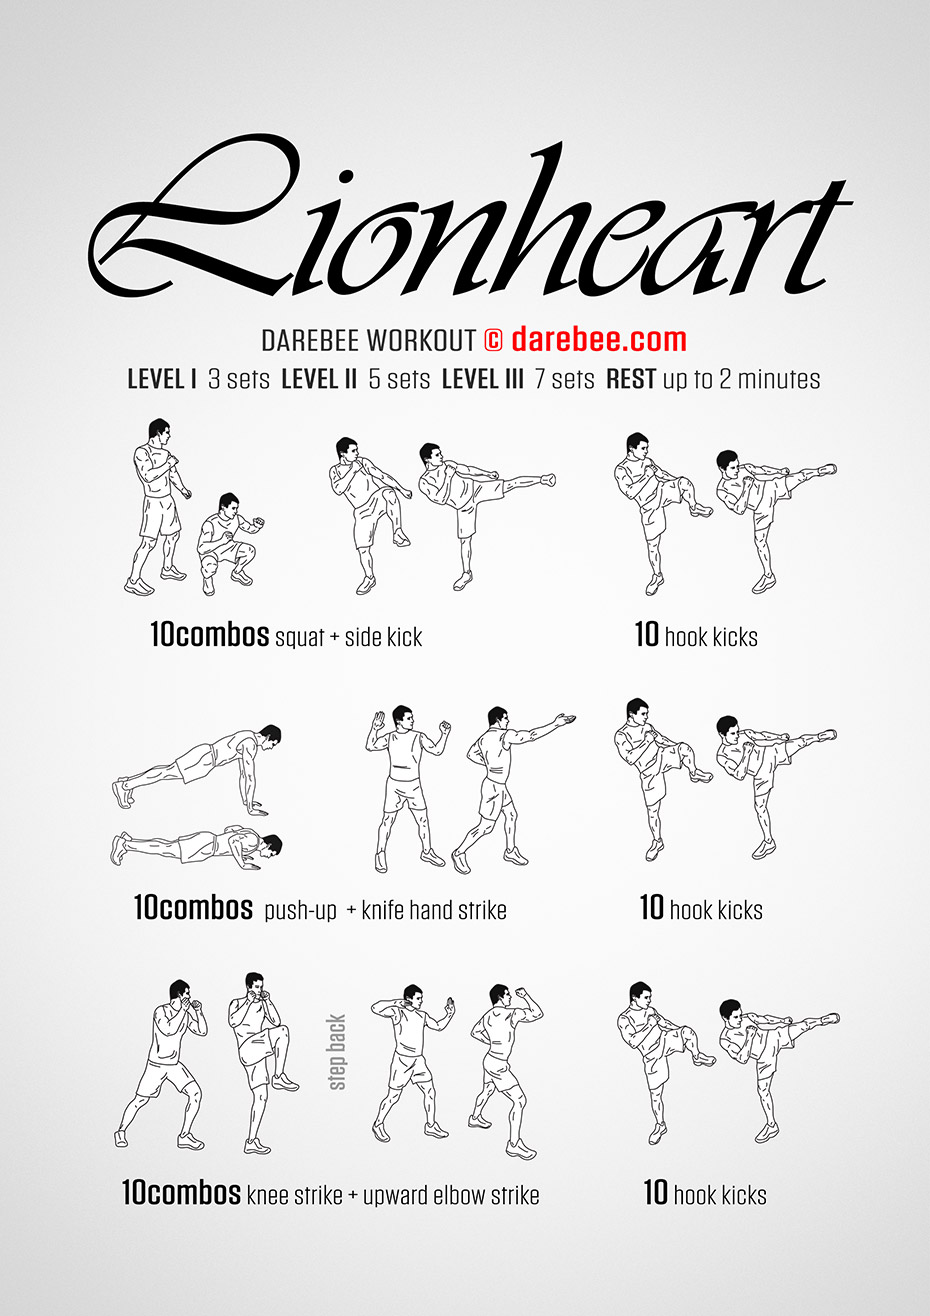 Lionheart
DAREBEE WORKOUT © darebee.com
LEVEL I 3 sets LEVEL II 5 sets LEVEL III 7 sets REST up to 2 minutes
10combos squat + side kick
10 hook kicks
10combos push-up + knife hand strike
10 hook kicks
step back
10combos knee strike + upward elbow strike
10 hook kicks